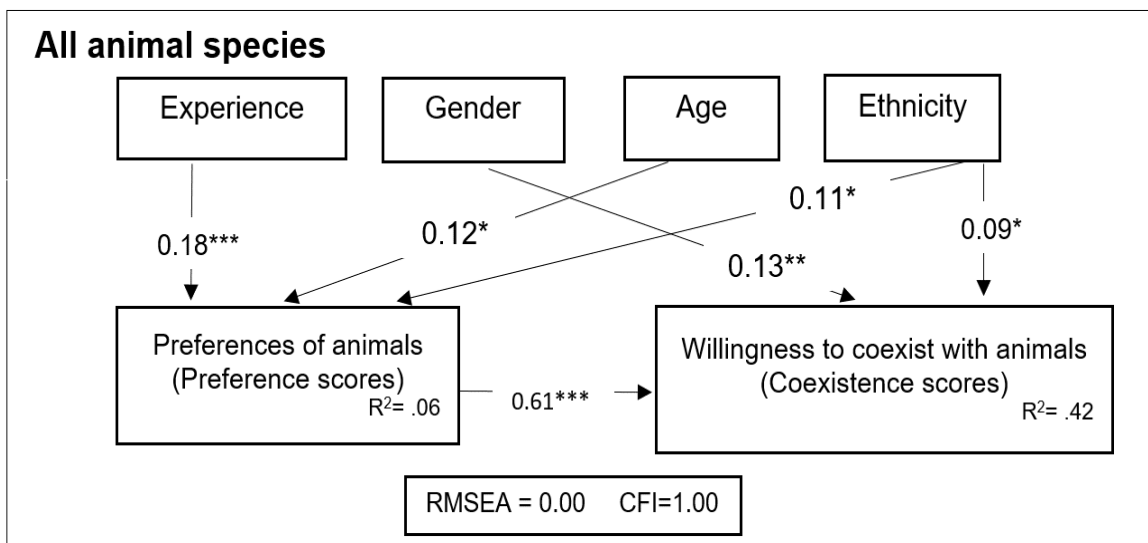 All animal species
Experience
Gender
Age
Ethnicity
0.18***
0.12*
0.11*
0.13**
0.09*
Preferences of animals
(Preference scores)
R²= .06
0.61***
Willingness to coexist with animals
(Coexistence scores)
R²= .42
RMSEA = 0.00 CFI=1.00